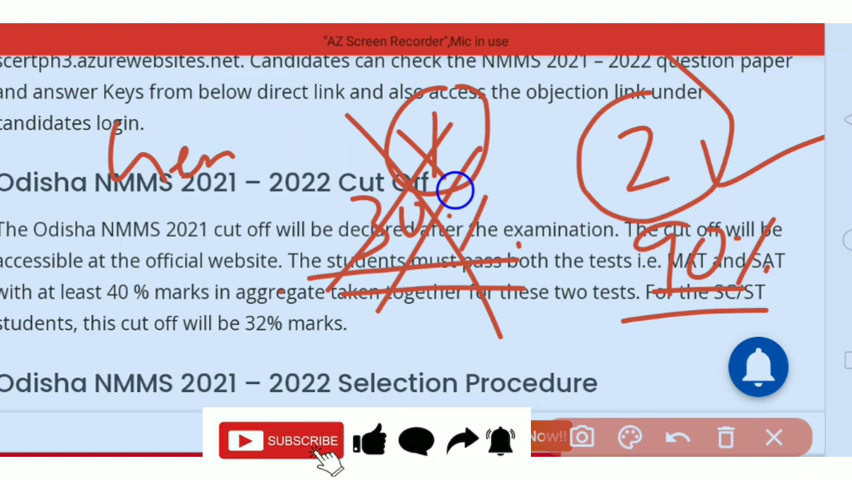 "AZ Screen Recorder",Mic in use
scertph3.azurewebsites.net. Candidates can check the NMMS 2021 – 2022 question paper
and answer Keys from below direct link and also access the objection link under
candidates login.
Odisha NMMS 2021 – 2022 Cut Off
The Odisha NMMS 2021 cut off will be declared after the examination. The cut off will be
accessible at the official website. The students must pass both the tests i.e. MAT and SAT
with at least 40 % marks in aggregate taken together for these two tests. For the SC/ST
students, this cut off will be 32% marks.
2
90%
Odisha NMMS 2021 – 2022 Selection Procedure
SUBSCRIBE
Now!!